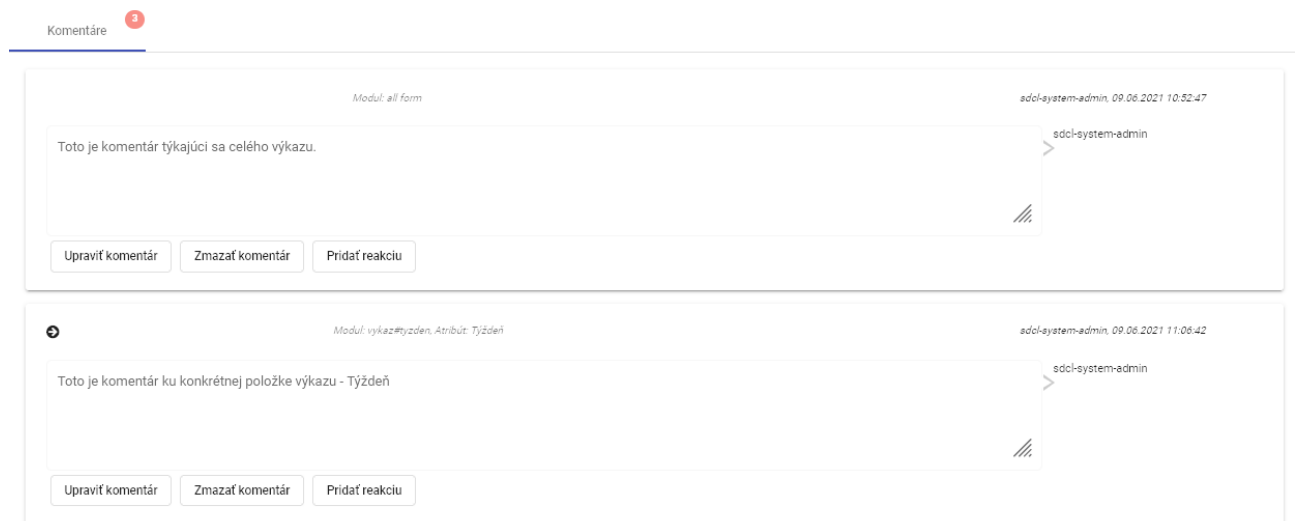 Komentáre
3
Modul: all form
sdcl-system-admin, 09.06.2021 10:52:47
Toto je komentár týkajúci sa celého výkazu.
sdcl-system-admin
Upraviť komentár Zmazať komentár Pridať reakciu
Modul: vykaz#tyzden, Atribút: Týždeň
sdcl-system-admin, 09.06.2021 11:06:42
Toto je komentár ku konkrétnej položke výkazu - Týždeň
sdcl-system-admin
Upraviť komentár Zmazať komentár Pridať reakciu